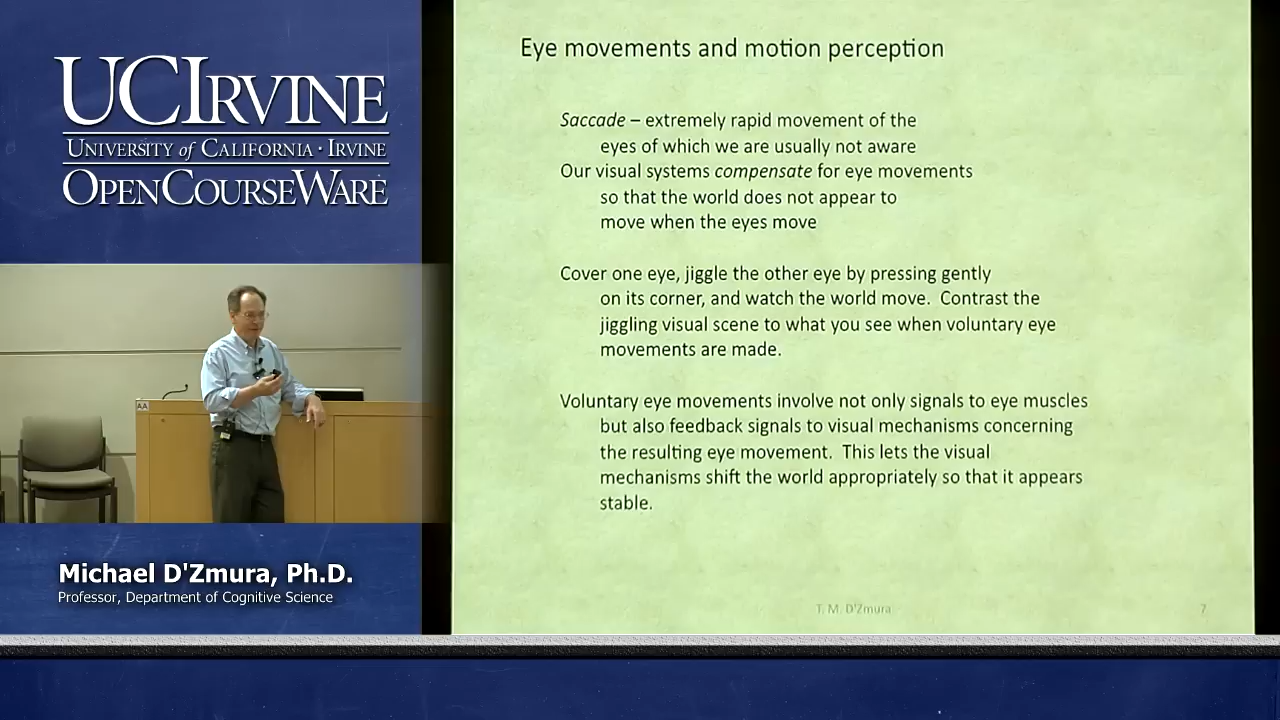 UCIRVINE
UNIVERSITY of CALIFORNIA · IRVINE
OPENCOURSEWARE
AA
Michael D'Zmura, Ph.D.
Professor, Department of Cognitive Science
Eye movements and motion perception
Saccade – extremely rapid movement of the
eyes of which we are usually not aware
Our visual systems compensate for eye movements
so that the world does not appear to
move when the eyes move
Cover one eye, jiggle the other eye by pressing gently
on its corner, and watch the world move. Contrast the
jiggling visual scene to what you see when voluntary eye
movements are made.
Voluntary eye movements involve not only signals to eye muscles
but also feedback signals to visual mechanisms concerning
the resulting eye movement. This lets the visual
mechanisms shift the world appropriately so that it appears
stable.
T. M. D'Zmura
7